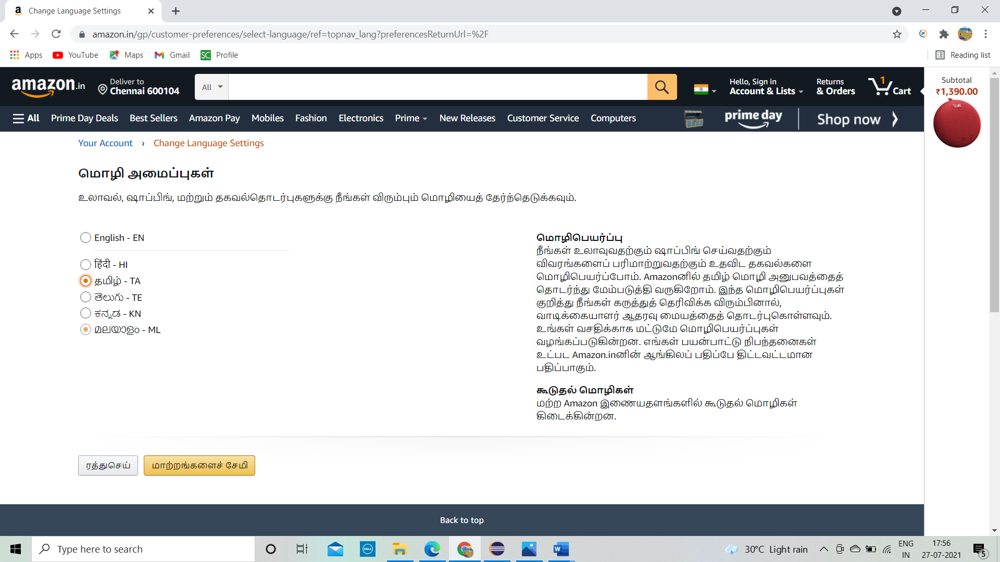 Change Language Settings
amazon.in/gp/customer-preferences/select-language/ref=topnav_lang?preferencesReturnUrl=%2F
Apps YouTube Maps Gmail SC Profile Reading list
amazon.in
Deliver to
Chennai 600104
All
Hello, Sign in
Account & Lists
Returns
& Orders
1
Cart
Subtotal
₹1,390.00
All Prime Day Deals Best Sellers Amazon Pay Mobiles Fashion Electronics Prime New Releases Customer Service Computers
prime day Shop now
Your Account › Change Language Settings
மொழி அமைப்புகள்
உலாவல், ஷாப்பிங், மற்றும் தகவல்தொடர்புகளுக்கு நீங்கள் விரும்பும் மொழியைத் தேர்ந்தெடுக்கவும்.
English - EN
हिंदी - HI
தமிழ் - TA
తెలుగు - TE
ಕನ್ನಡ - KN
മലയാളം - ML
மொழிபெயர்ப்பு
நீங்கள் உலாவுவதற்கும் ஷாப்பிங் செய்வதற்கும்
விவரங்களைப் பரிமாற்றுவதற்கும் உதவிட தகவல்களை
மொழிபெயர்ப்போம். Amazonனில் தமிழ் மொழி அனுபவத்தைத்
தொடர்ந்து மேம்படுத்தி வருகிறோம். இந்த மொழிபெயர்ப்புகள்
குறித்து நீங்கள் கருத்துத் தெரிவிக்க விரும்பினால்,
வாடிக்கையாளர் ஆதரவு மையத்தைத் தொடர்புகொள்ளவும்.
உங்கள் வசதிக்காக மட்டுமே மொழிபெயர்ப்புகள்
வழங்கப்படுகின்றன. எங்கள் பயன்பாட்டு நிபந்தனைகள்
உட்பட Amazon.inனின் ஆங்கிலப் பதிப்பே திட்டவட்டமான
பதிப்பாகும்.
கூடுதல் மொழிகள்
மற்ற Amazon இணையதளங்களில் கூடுதல் மொழிகள்
கிடைக்கின்றன.
ரத்துசெய்
மாற்றங்களைச் சேமி
Back to top
Type here to search
30°C Light rain
ENG
IN
17:56
27-07-2021
5